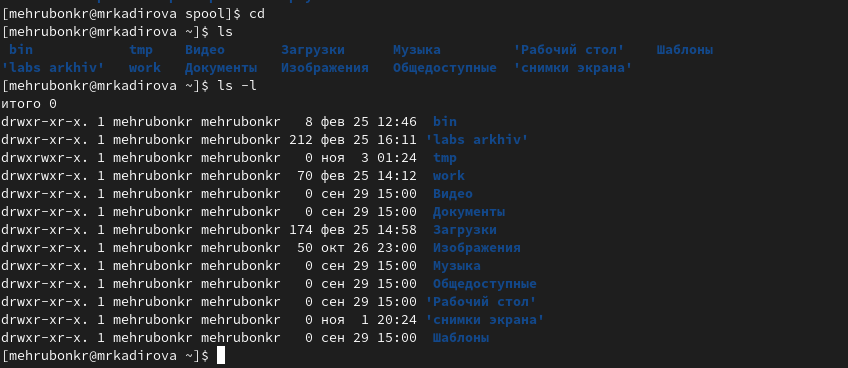 [mehrubonkr@mrkadirova spool]$ cd
[mehrubonkr@mrkadirova ~]$ ls
 bin            tmp    Видео       Загрузки      Музыка         'Рабочий стол'    Шаблоны
'labs arkhiv'   work   Документы   Изображения   Общедоступные  'снимки экрана'
[mehrubonkr@mrkadirova ~]$ ls -l
итого 0
drwxr-xr-x. 1 mehrubonkr mehrubonkr   8 фев 25 12:46  bin
drwxr-xr-x. 1 mehrubonkr mehrubonkr 212 фев 25 16:11 'labs arkhiv'
drwxrwxr-x. 1 mehrubonkr mehrubonkr   0 ноя  3 01:24  tmp
drwxrwxr-x. 1 mehrubonkr mehrubonkr  70 фев 25 14:12  work
drwxr-xr-x. 1 mehrubonkr mehrubonkr   0 сен 29 15:00  Видео
drwxr-xr-x. 1 mehrubonkr mehrubonkr   0 сен 29 15:00  Документы
drwxr-xr-x. 1 mehrubonkr mehrubonkr 174 фев 25 14:58  Загрузки
drwxr-xr-x. 1 mehrubonkr mehrubonkr  50 окт 26 23:00  Изображения
drwxr-xr-x. 1 mehrubonkr mehrubonkr   0 сен 29 15:00  Музыка
drwxr-xr-x. 1 mehrubonkr mehrubonkr   0 сен 29 15:00  Общедоступные
drwxr-xr-x. 1 mehrubonkr mehrubonkr   0 сен 29 15:00 'Рабочий стол'
drwxr-xr-x. 1 mehrubonkr mehrubonkr   0 ноя  1 20:24 'снимки экрана'
drwxr-xr-x. 1 mehrubonkr mehrubonkr   0 сен 29 15:00  Шаблоны
[mehrubonkr@mrkadirova ~]$